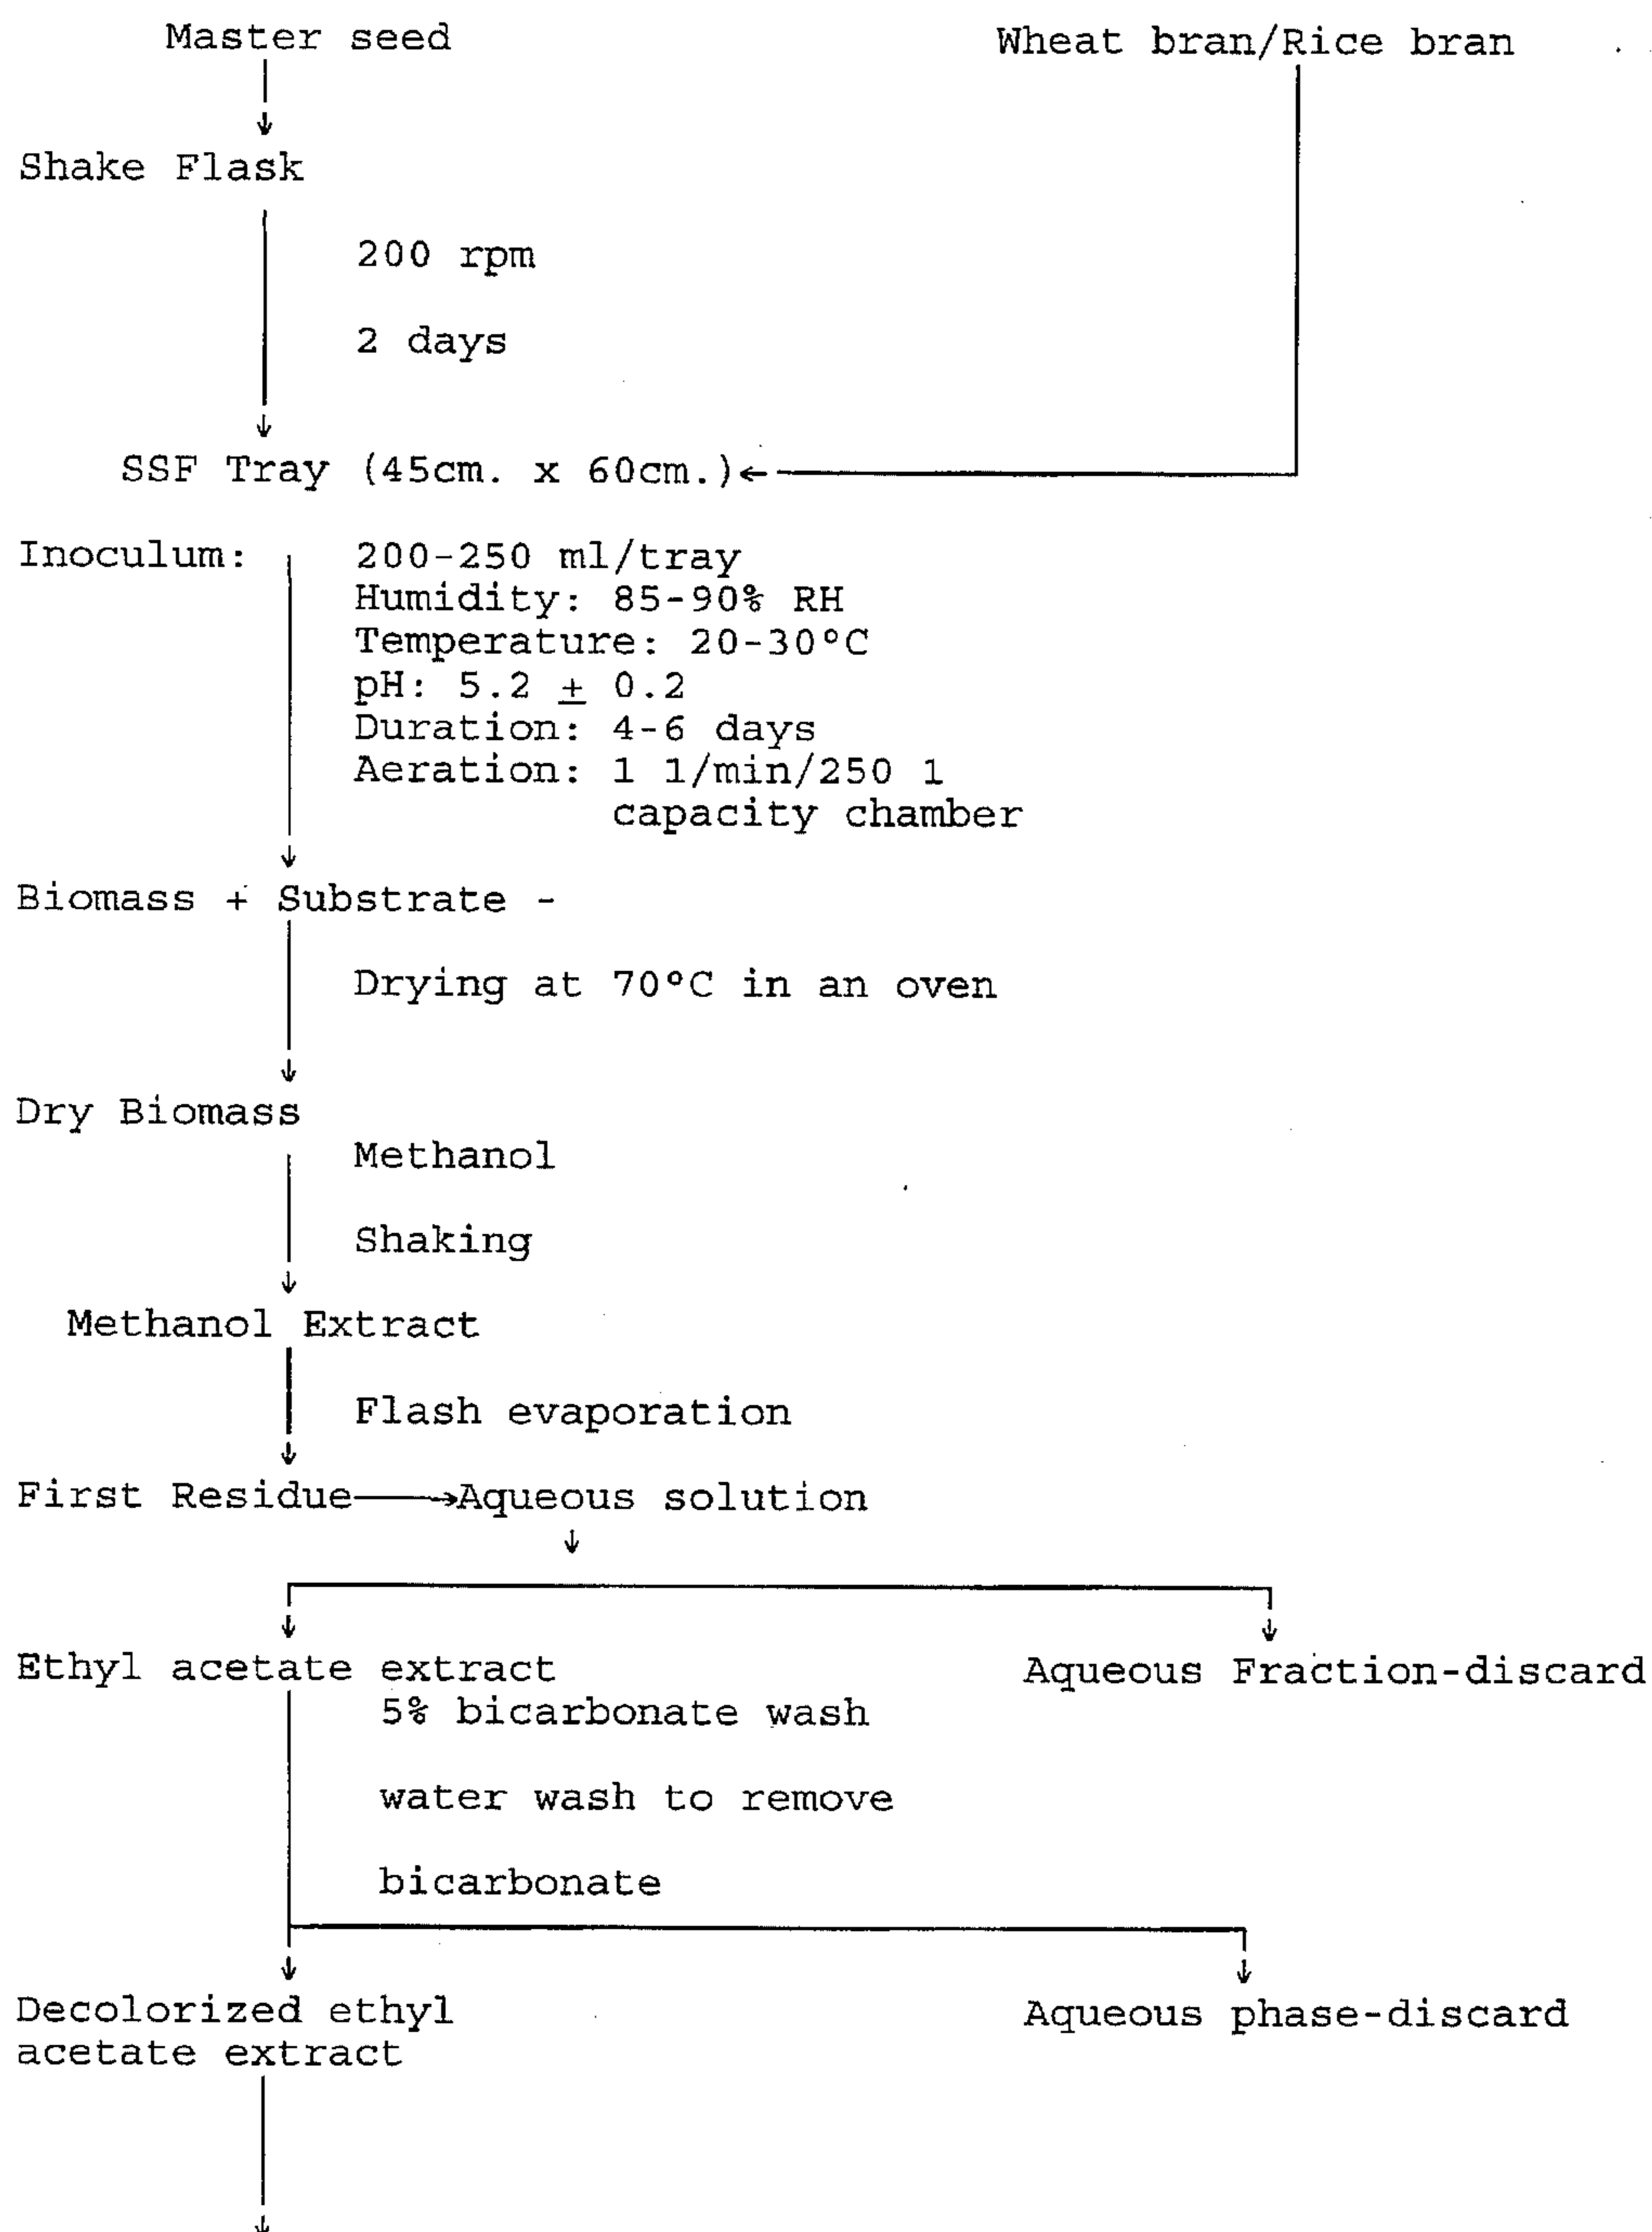 Master seed
Wheat bran/Rice bran
Shake Flask
200 rpm
2 days
SSF Tray (45cm. x 60cm.)
Inoculum:
200-250 ml/tray
Humidity: 85-90% RH
Temperature: 20-30°C
pH: 5.2 ± 0.2
Duration: 4-6 days
Aeration: 1 1/min/250 1
capacity chamber
Biomass + Substrate -
Drying at 70°C in an oven
Dry Biomass
Methanol
Shaking
Methanol Extract
Flash evaporation
First Residue→Aqueous solution
Ethyl acetate extract
Aqueous Fraction-discard
5% bicarbonate wash
water wash to remove
bicarbonate
Decolorized ethyl
acetate extract
Aqueous phase-discard